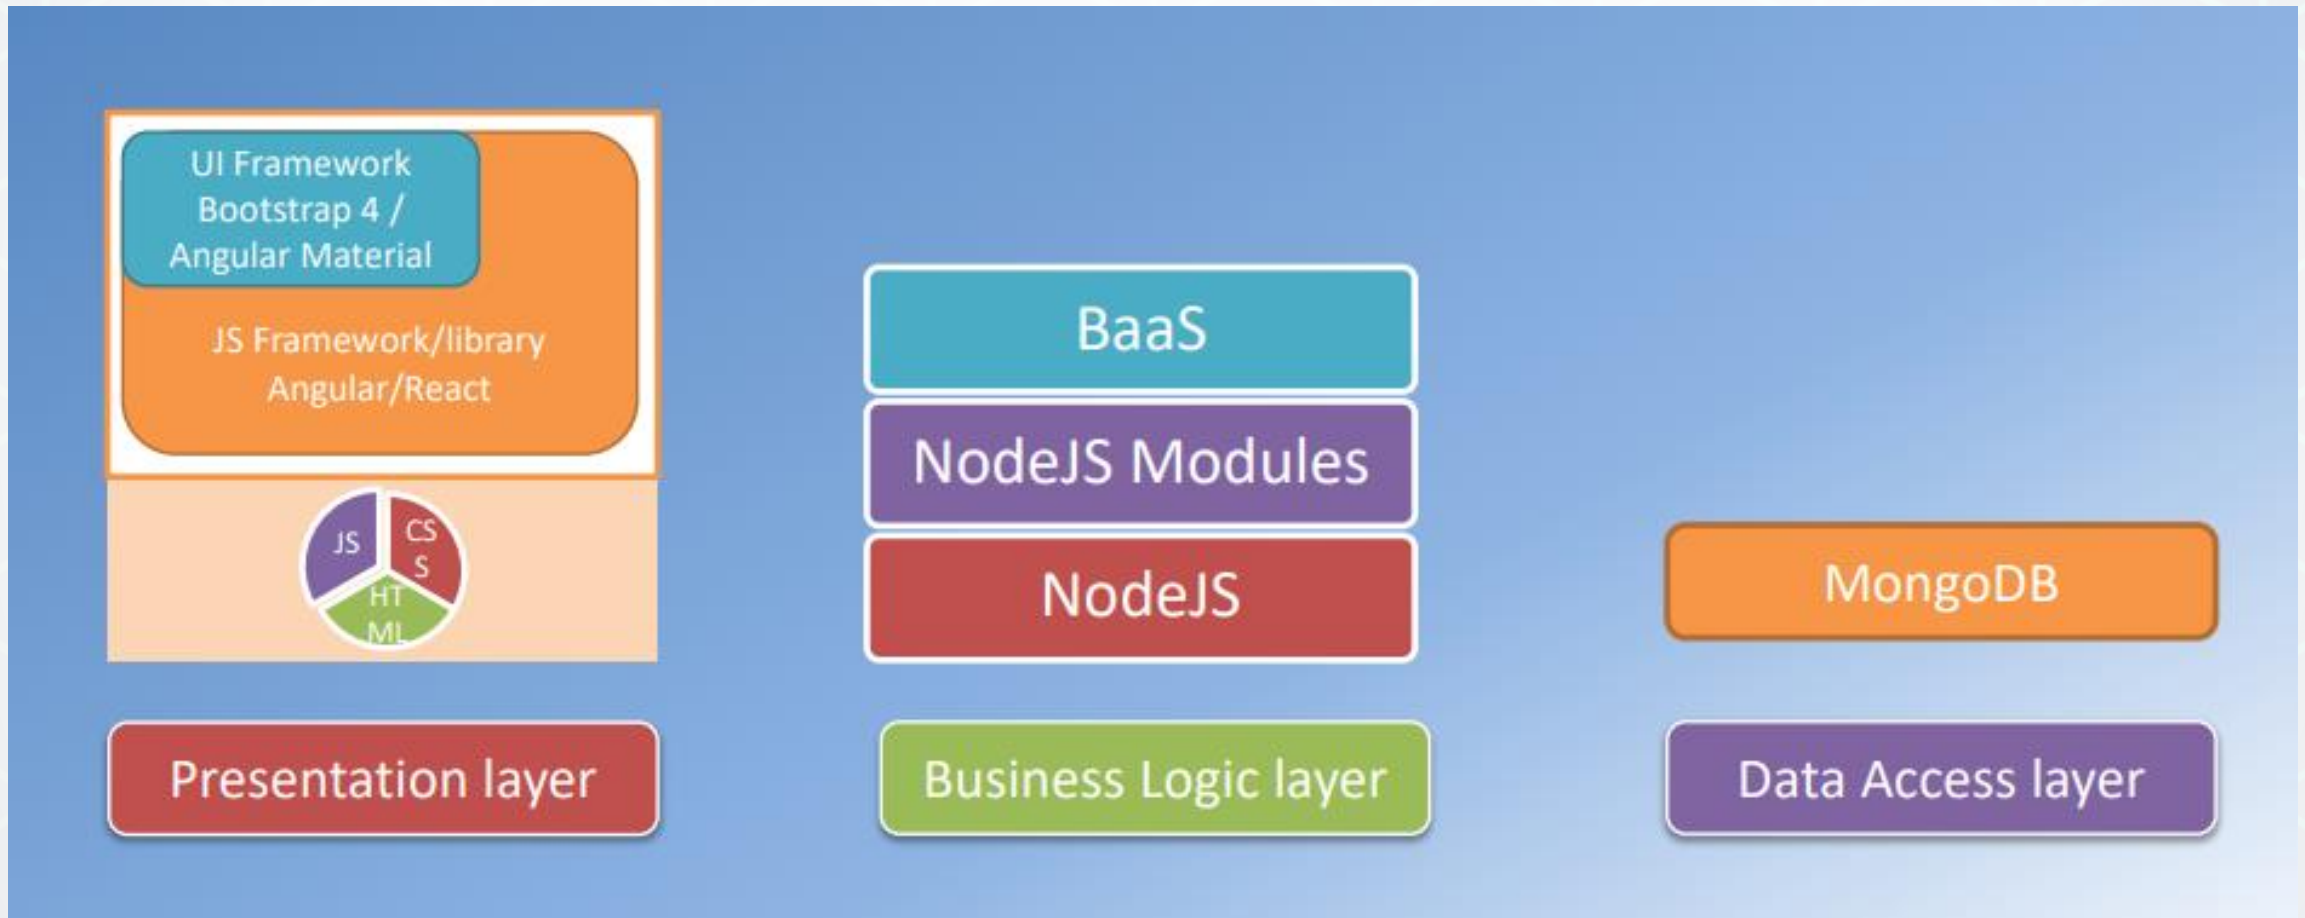 UI Framework
Bootstrap 4 /
Angular Material
JS Framework/library
Angular/React
JS
CS
S
HT
ML
Presentation layer
BaaS
NodeJS Modules
NodeJS
Business Logic layer
MongoDB
Data Access layer